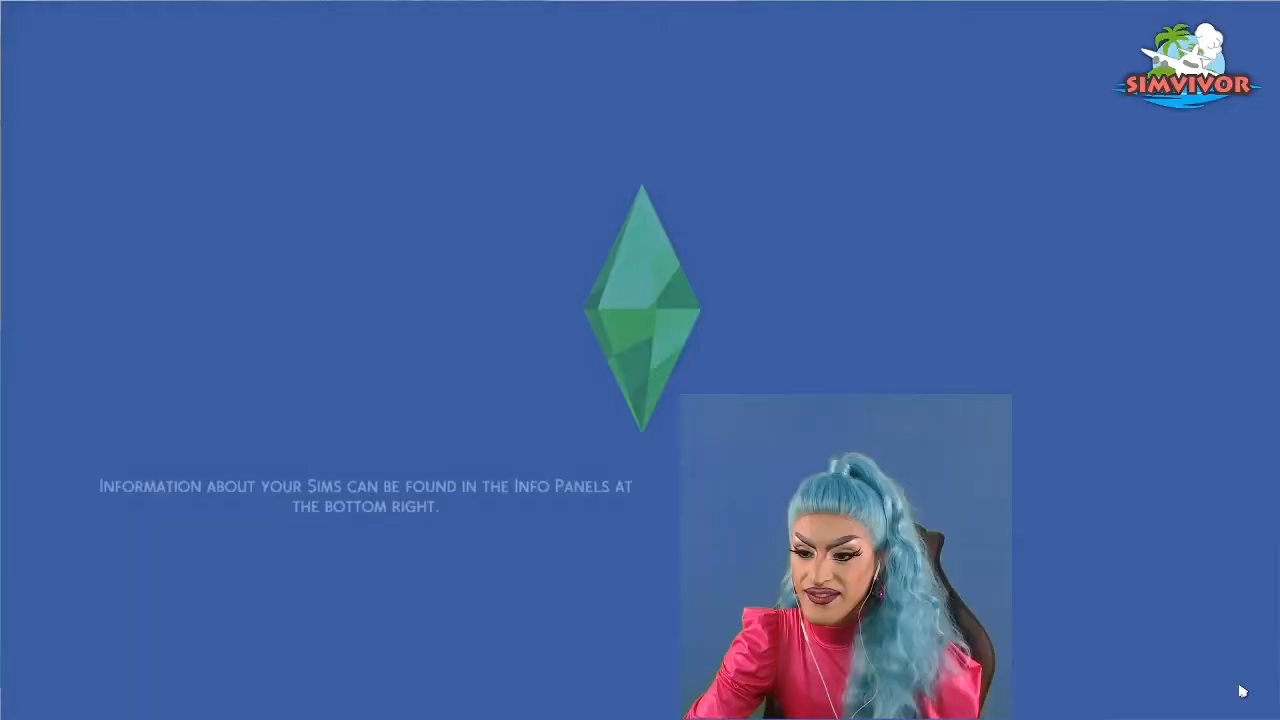 SIMVIVOR
INFORMATION ABOUT YOUR SIMS CAN BE FOUND IN THE INFO PANELS AT
THE BOTTOM RIGHT.